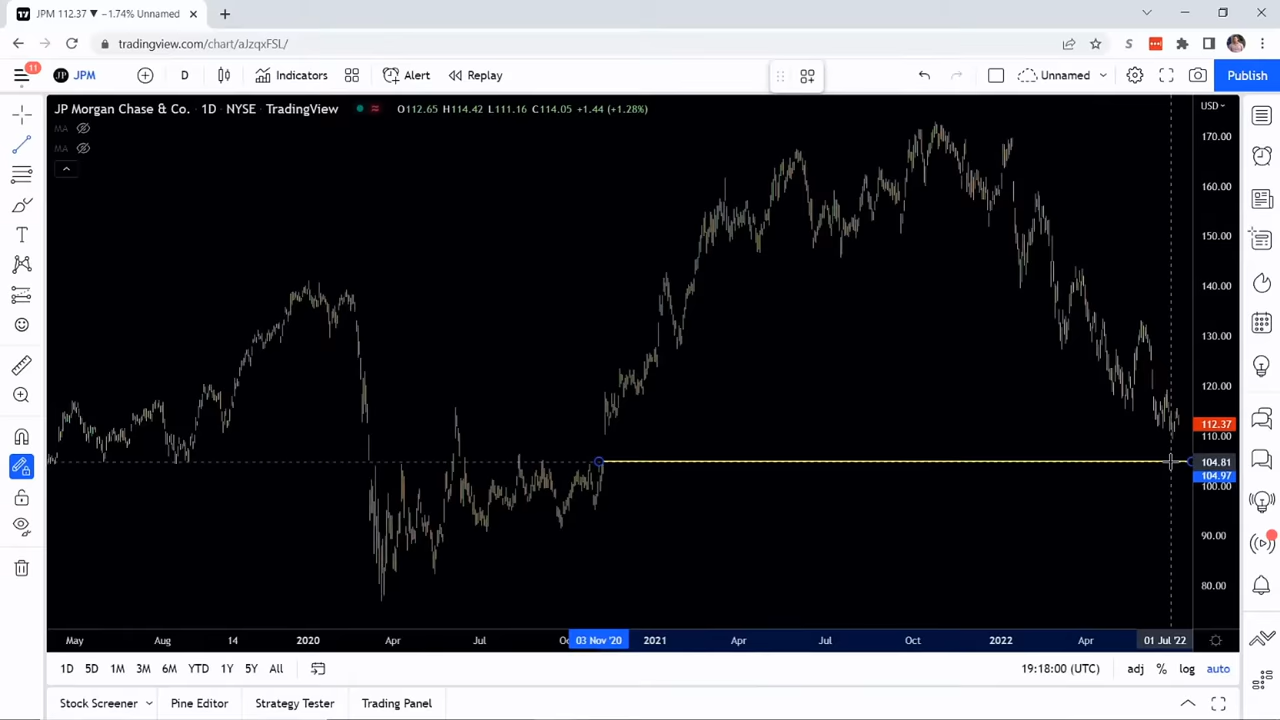 JPM 112.37 ▼ −1.74% Unnamed
tradingview.com/chart/aJzqxFSL/
11
JP JPM
D
Indicators
Alert
Replay
Unnamed
Publish
JP Morgan Chase & Co. · 1D · NYSE · TradingView
O112.65 H114.42 L111.16 C114.05 +1.44 (+1.28%)
USD
MA
MA
170.00
160.00
150.00
140.00
130.00
120.00
112.37
110.00
104.81
104.97
100.00
90.00
80.00
May Aug 14 2020 Apr Jul 03 Nov '20 2021 Apr Jul Oct 2022 Apr 01 Jul '22
1D 5D 1M 3M 6M YTD 1Y 5Y All
19:18:00 (UTC) adj % log auto
Stock Screener Pine Editor Strategy Tester Trading Panel